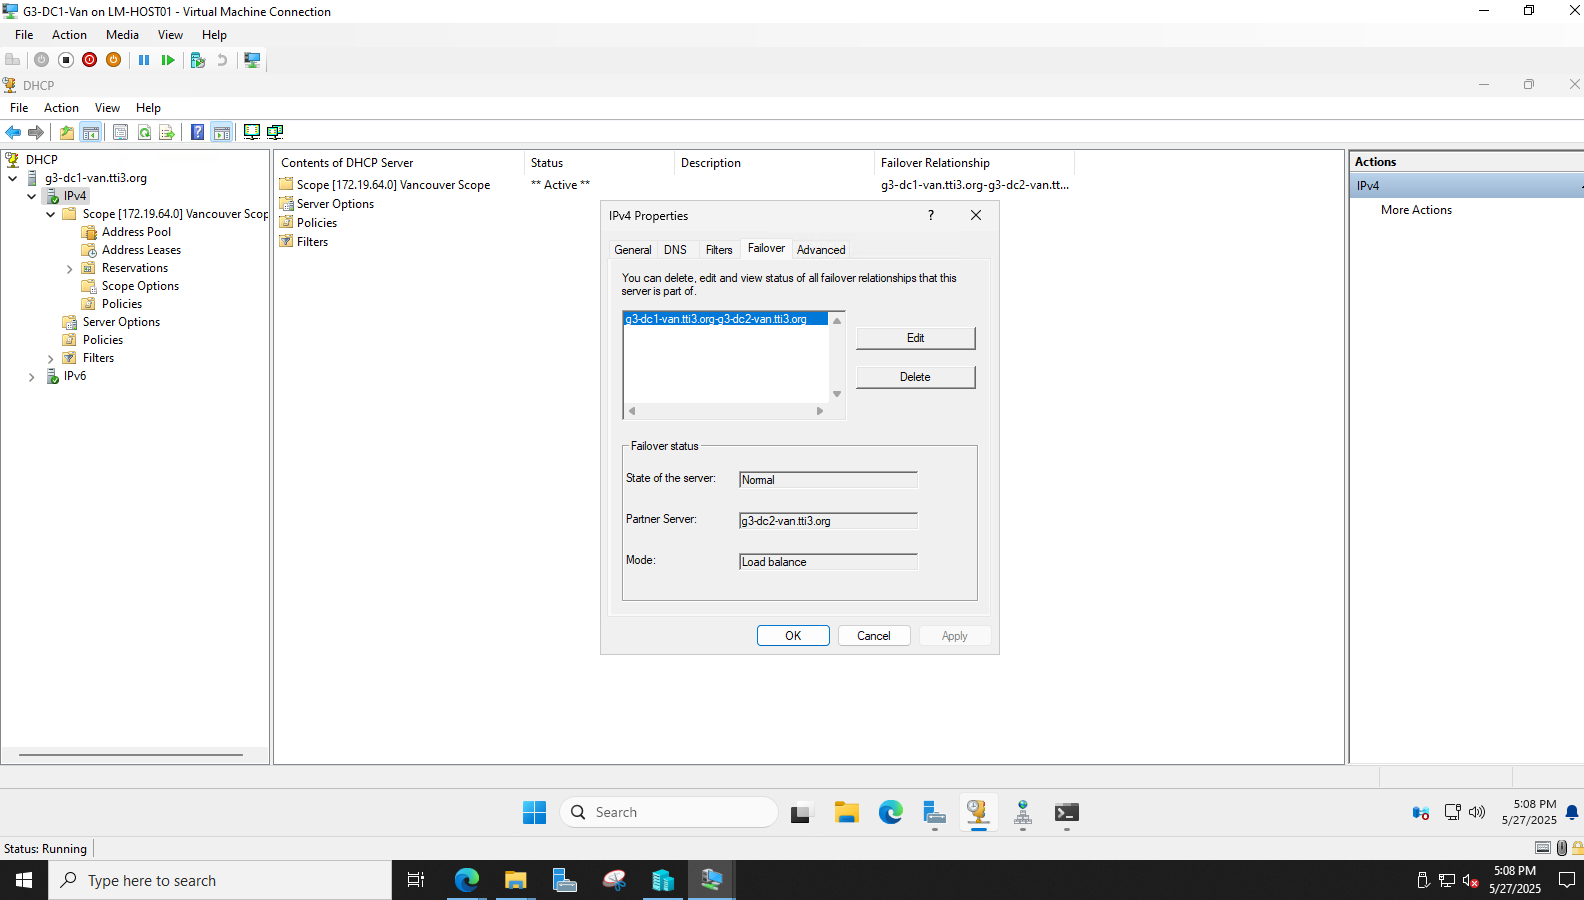 G3-DC1-Van on LM-HOST01 - Virtual Machine Connection
File Action Media View Help
DHCP
File Action View Help
DHCP
g3-dc1-van.tti3.org
IPv4
Scope [172.19.64.0] Vancouver Scop
Address Pool
Address Leases
Reservations
Scope Options
Policies
Server Options
Policies
Filters
IPv6
Contents of DHCP Server Status Description Failover Relationship
Scope [172.19.64.0] Vancouver Scope ** Active ** g3-dc1-van.tti3.org-g3-dc2-van.tt...
Server Options
Policies
Filters
IPv4 Properties ?
General DNS Filters Failover Advanced
You can delete, edit and view status of all failover relationships that this
server is part of.
g3-dc1-van.tti3.org-g3-dc2-van.tti3.org
Edit
Delete
Failover status
State of the server: Normal
Partner Server: g3-dc2-van.tti3.org
Mode: Load balance
OK Cancel Apply
Actions
IPv4
More Actions
Search
5:08 PM
5/27/2025
Status: Running
Type here to search
5:08 PM
5/27/2025